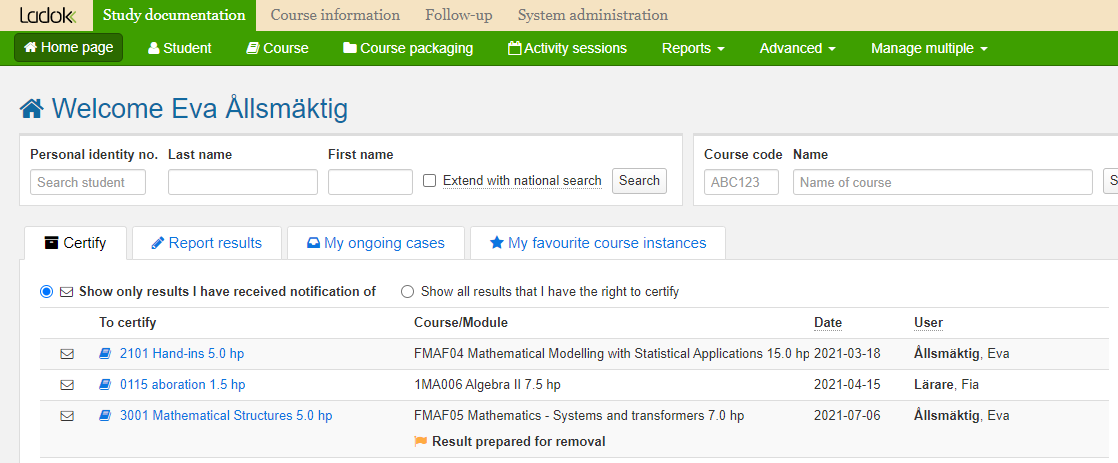 Ladok Study documentation Course information Follow-up System administration
Home page Student Course Course packaging Activity sessions Reports Advanced Manage multiple
Welcome Eva Ållsmäktig
Personal identity no. Last name First name Course code Name
Search student Extend with national search Search ABC123 Name of course S
Certify Report results My ongoing cases My favourite course instances
Show only results I have received notification of Show all results that I have the right to certify
To certify Course/Module Date User
2101 Hand-ins 5.0 hp FMAF04 Mathematical Modelling with Statistical Applications 15.0 hp 2021-03-18 Ållsmäktig, Eva
0115 aboration 1.5 hp 1MA006 Algebra II 7.5 hp 2021-04-15 Lärare, Fia
3001 Mathematical Structures 5.0 hp FMAF05 Mathematics - Systems and transformers 7.0 hp 2021-07-06 Ållsmäktig, Eva
Result prepared for removal